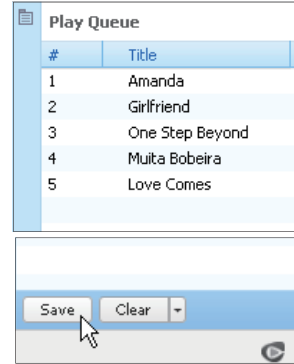 Play Queue
# Title
1 Amanda
2 Girlfriend
3 One Step Beyond
4 Muita Bobeira
5 Love Comes
Save Clear